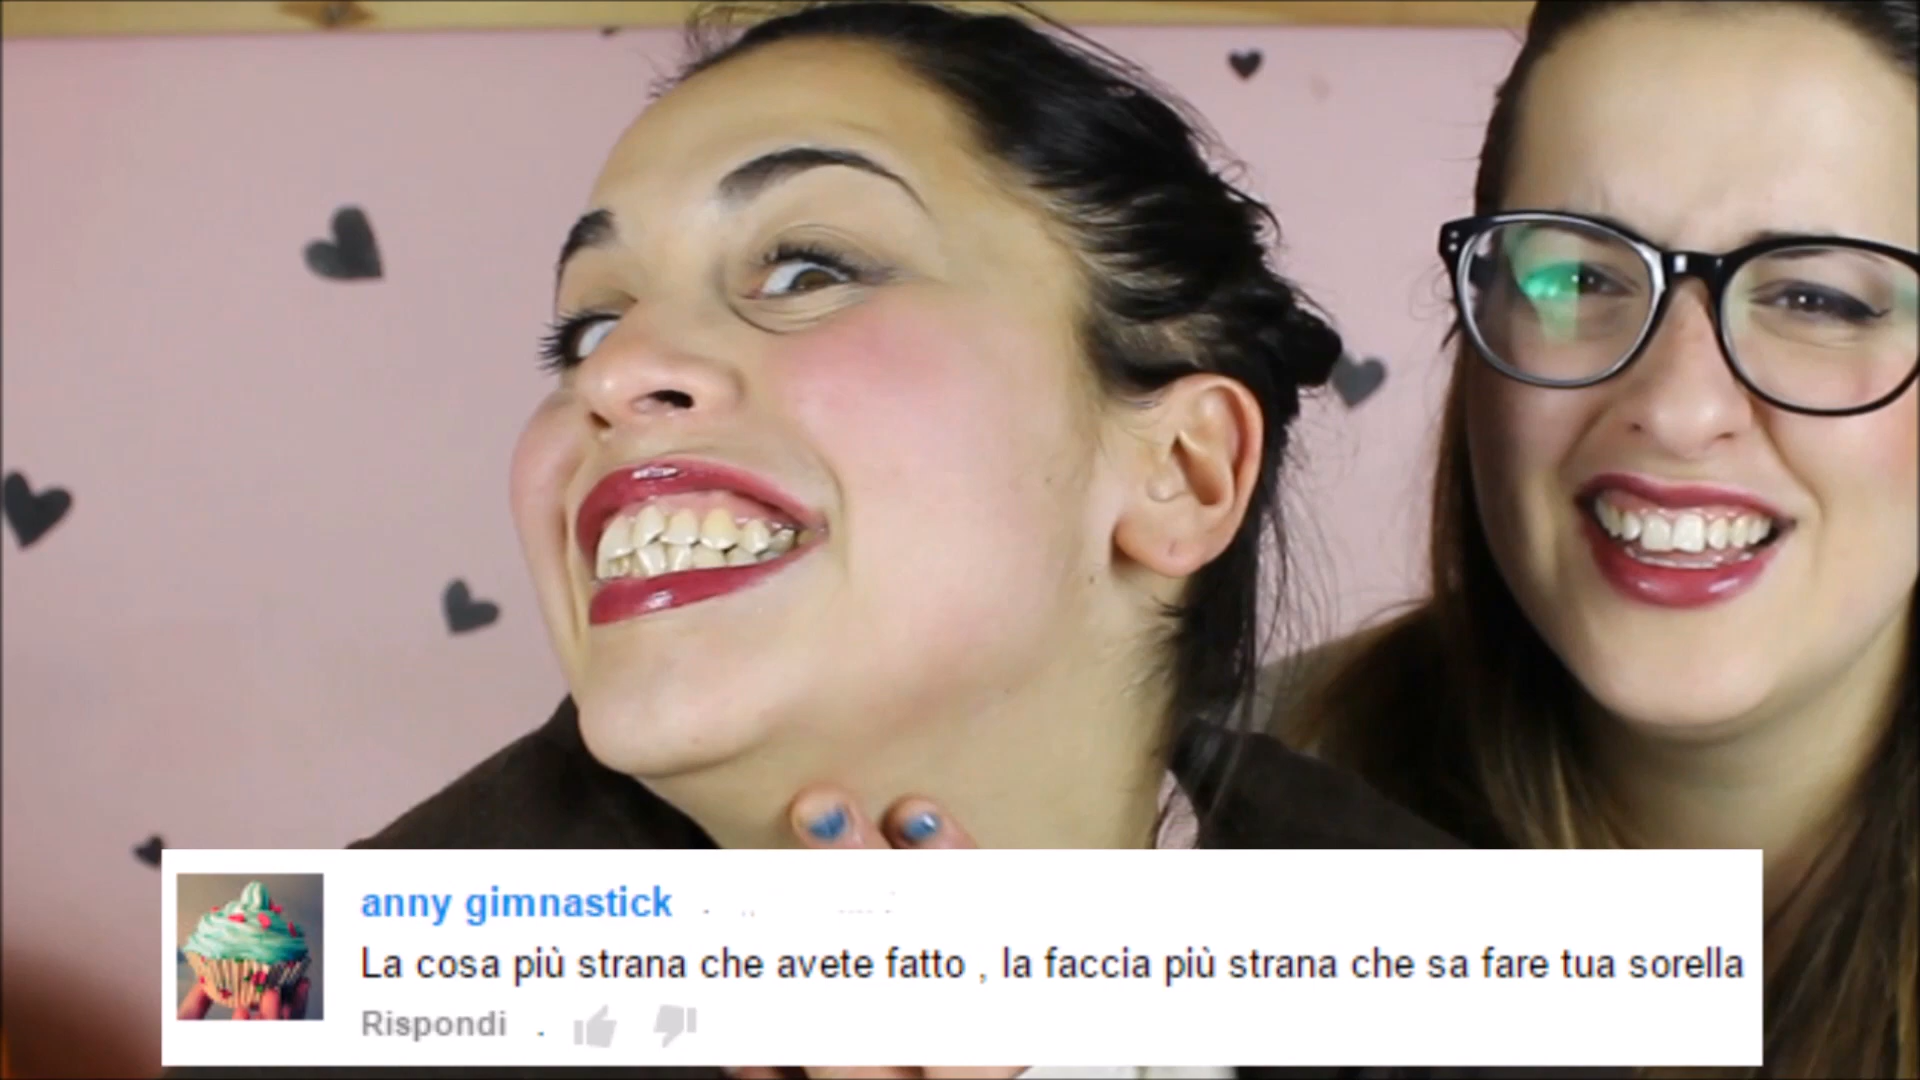 anny gimnastick
La cosa più strana che avete fatto , la faccia più strana che sa fare tua sorella
Rispondi .